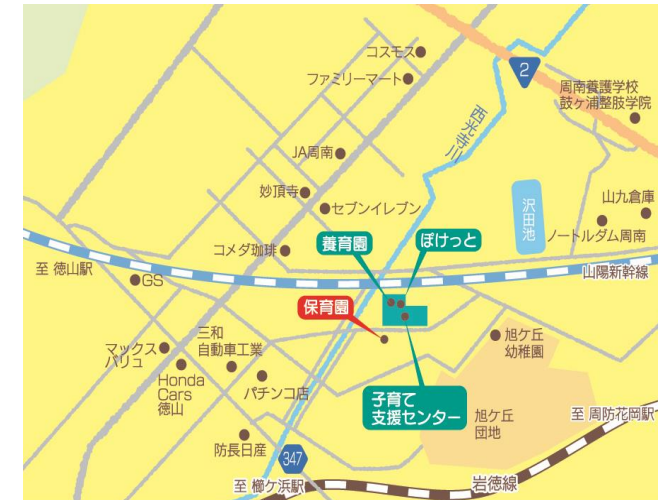 コスモス
ファミリーマート
2
周南養護学校
鼓ヶ浦整肢学院
西光寺川
JA周南
妙頂寺
セブンイレブン
沢田池
山九倉庫
ノートルダム周南
コメダ珈琲
養育園
ぽけっと
至 徳山駅
GS
山陽新幹線
保育園
マックス
バリュ
三和
自動車工業
旭ケ丘
幼稚園
Honda
Cars
徳山
パチンコ店
子育て
支援センター
旭ケ丘
団地
至 周防花岡駅
防長日産
347
至 櫛ケ浜駅
岩徳線